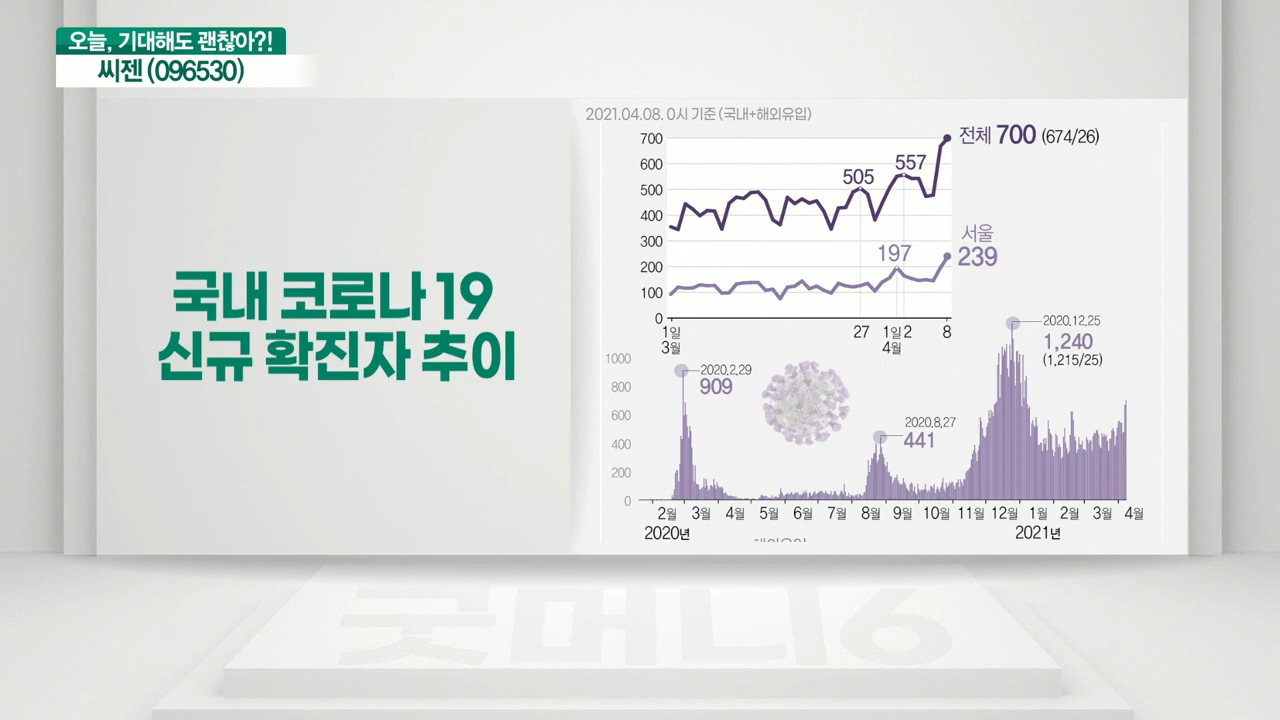 오늘, 기대해도 괜찮아?!
씨젠 (096530)
국내 코로나 19
신규 확진자 추이
2021.04.08. 0시 기준 (국내+해외유입)
700
600
500
400
300
200
100
0
505
557
전체 700 (674/26)
197
서울
239
1일 27 1일 2 8
3월 4월
1000
800
600
400
200
0
2020.2.29
909
2020.8.27
441
2020.12.25
1,240
(1,215/25)
2월 3월 4월 5월 6월 7월 8월 9월 10월 11월 12월 1월 2월 3월 4월
2020년 2021년
굿머니6